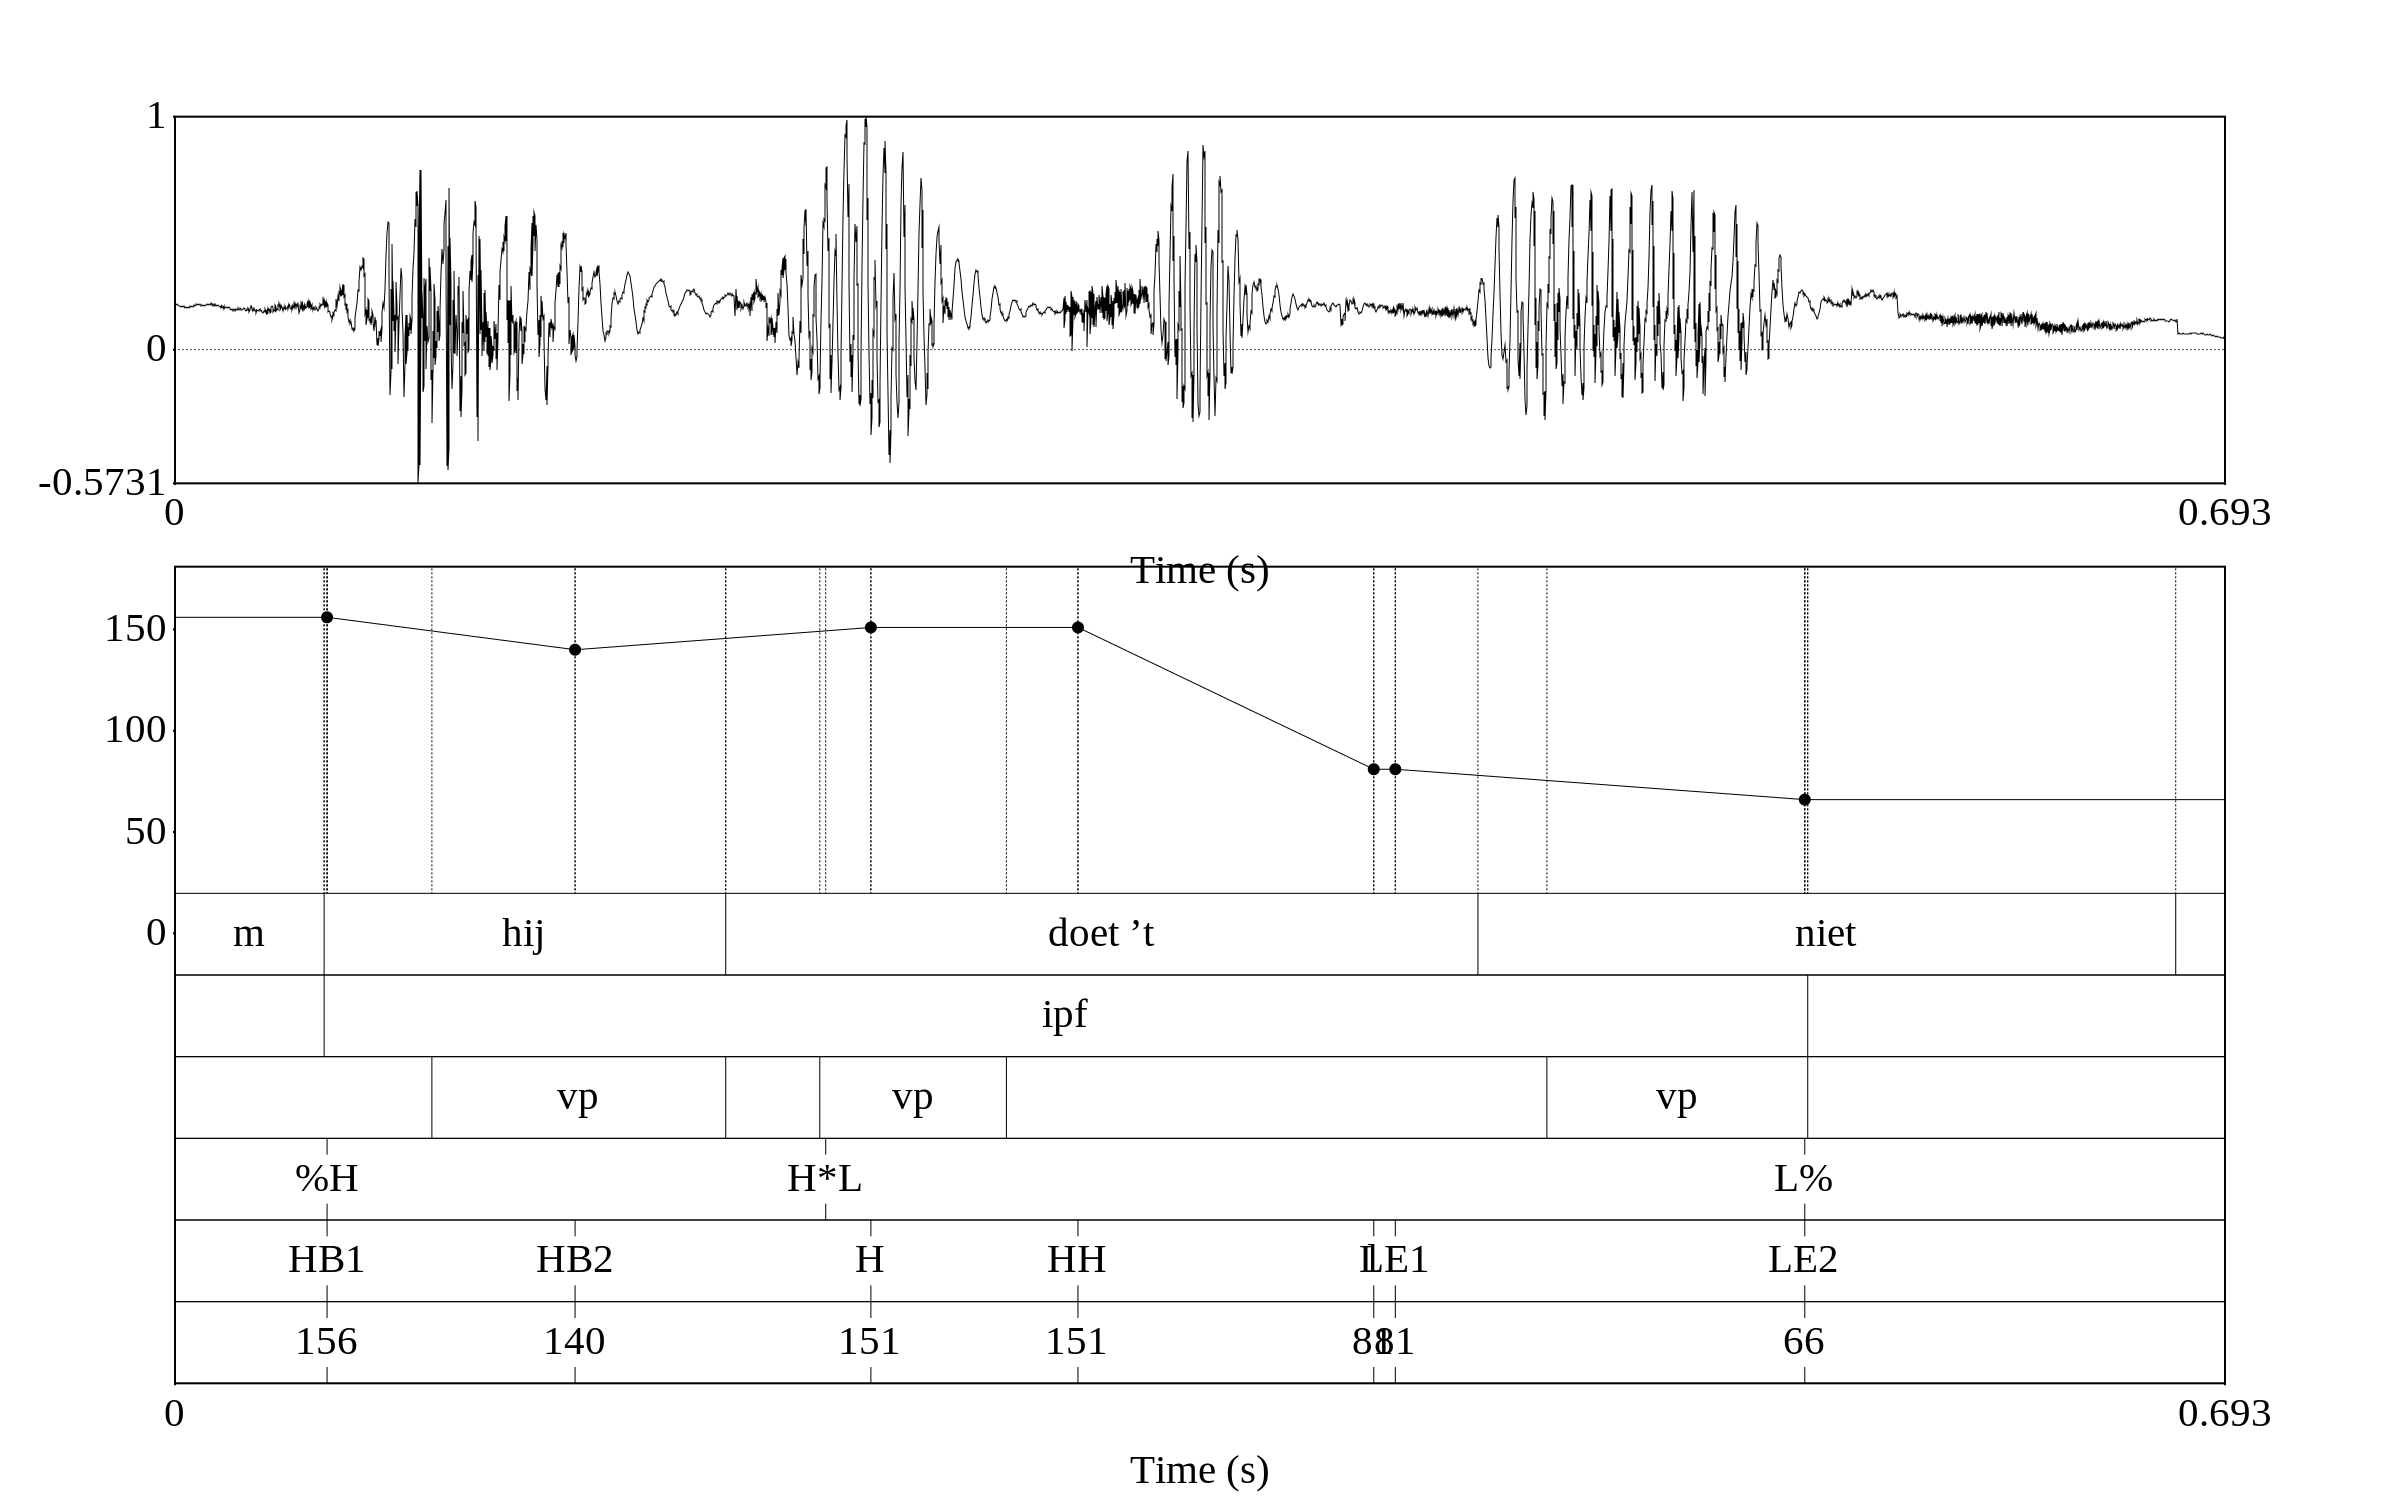 1
0
-0.5731
0 0.693
Time (s)
150
100
50
0
m hij doet ’t niet
ipf
vp vp vp
%H H*L L%
HB1 HB2 H HH L LE1 LE2
156 140 151 151 81 81 66
0 0.693
Time (s)